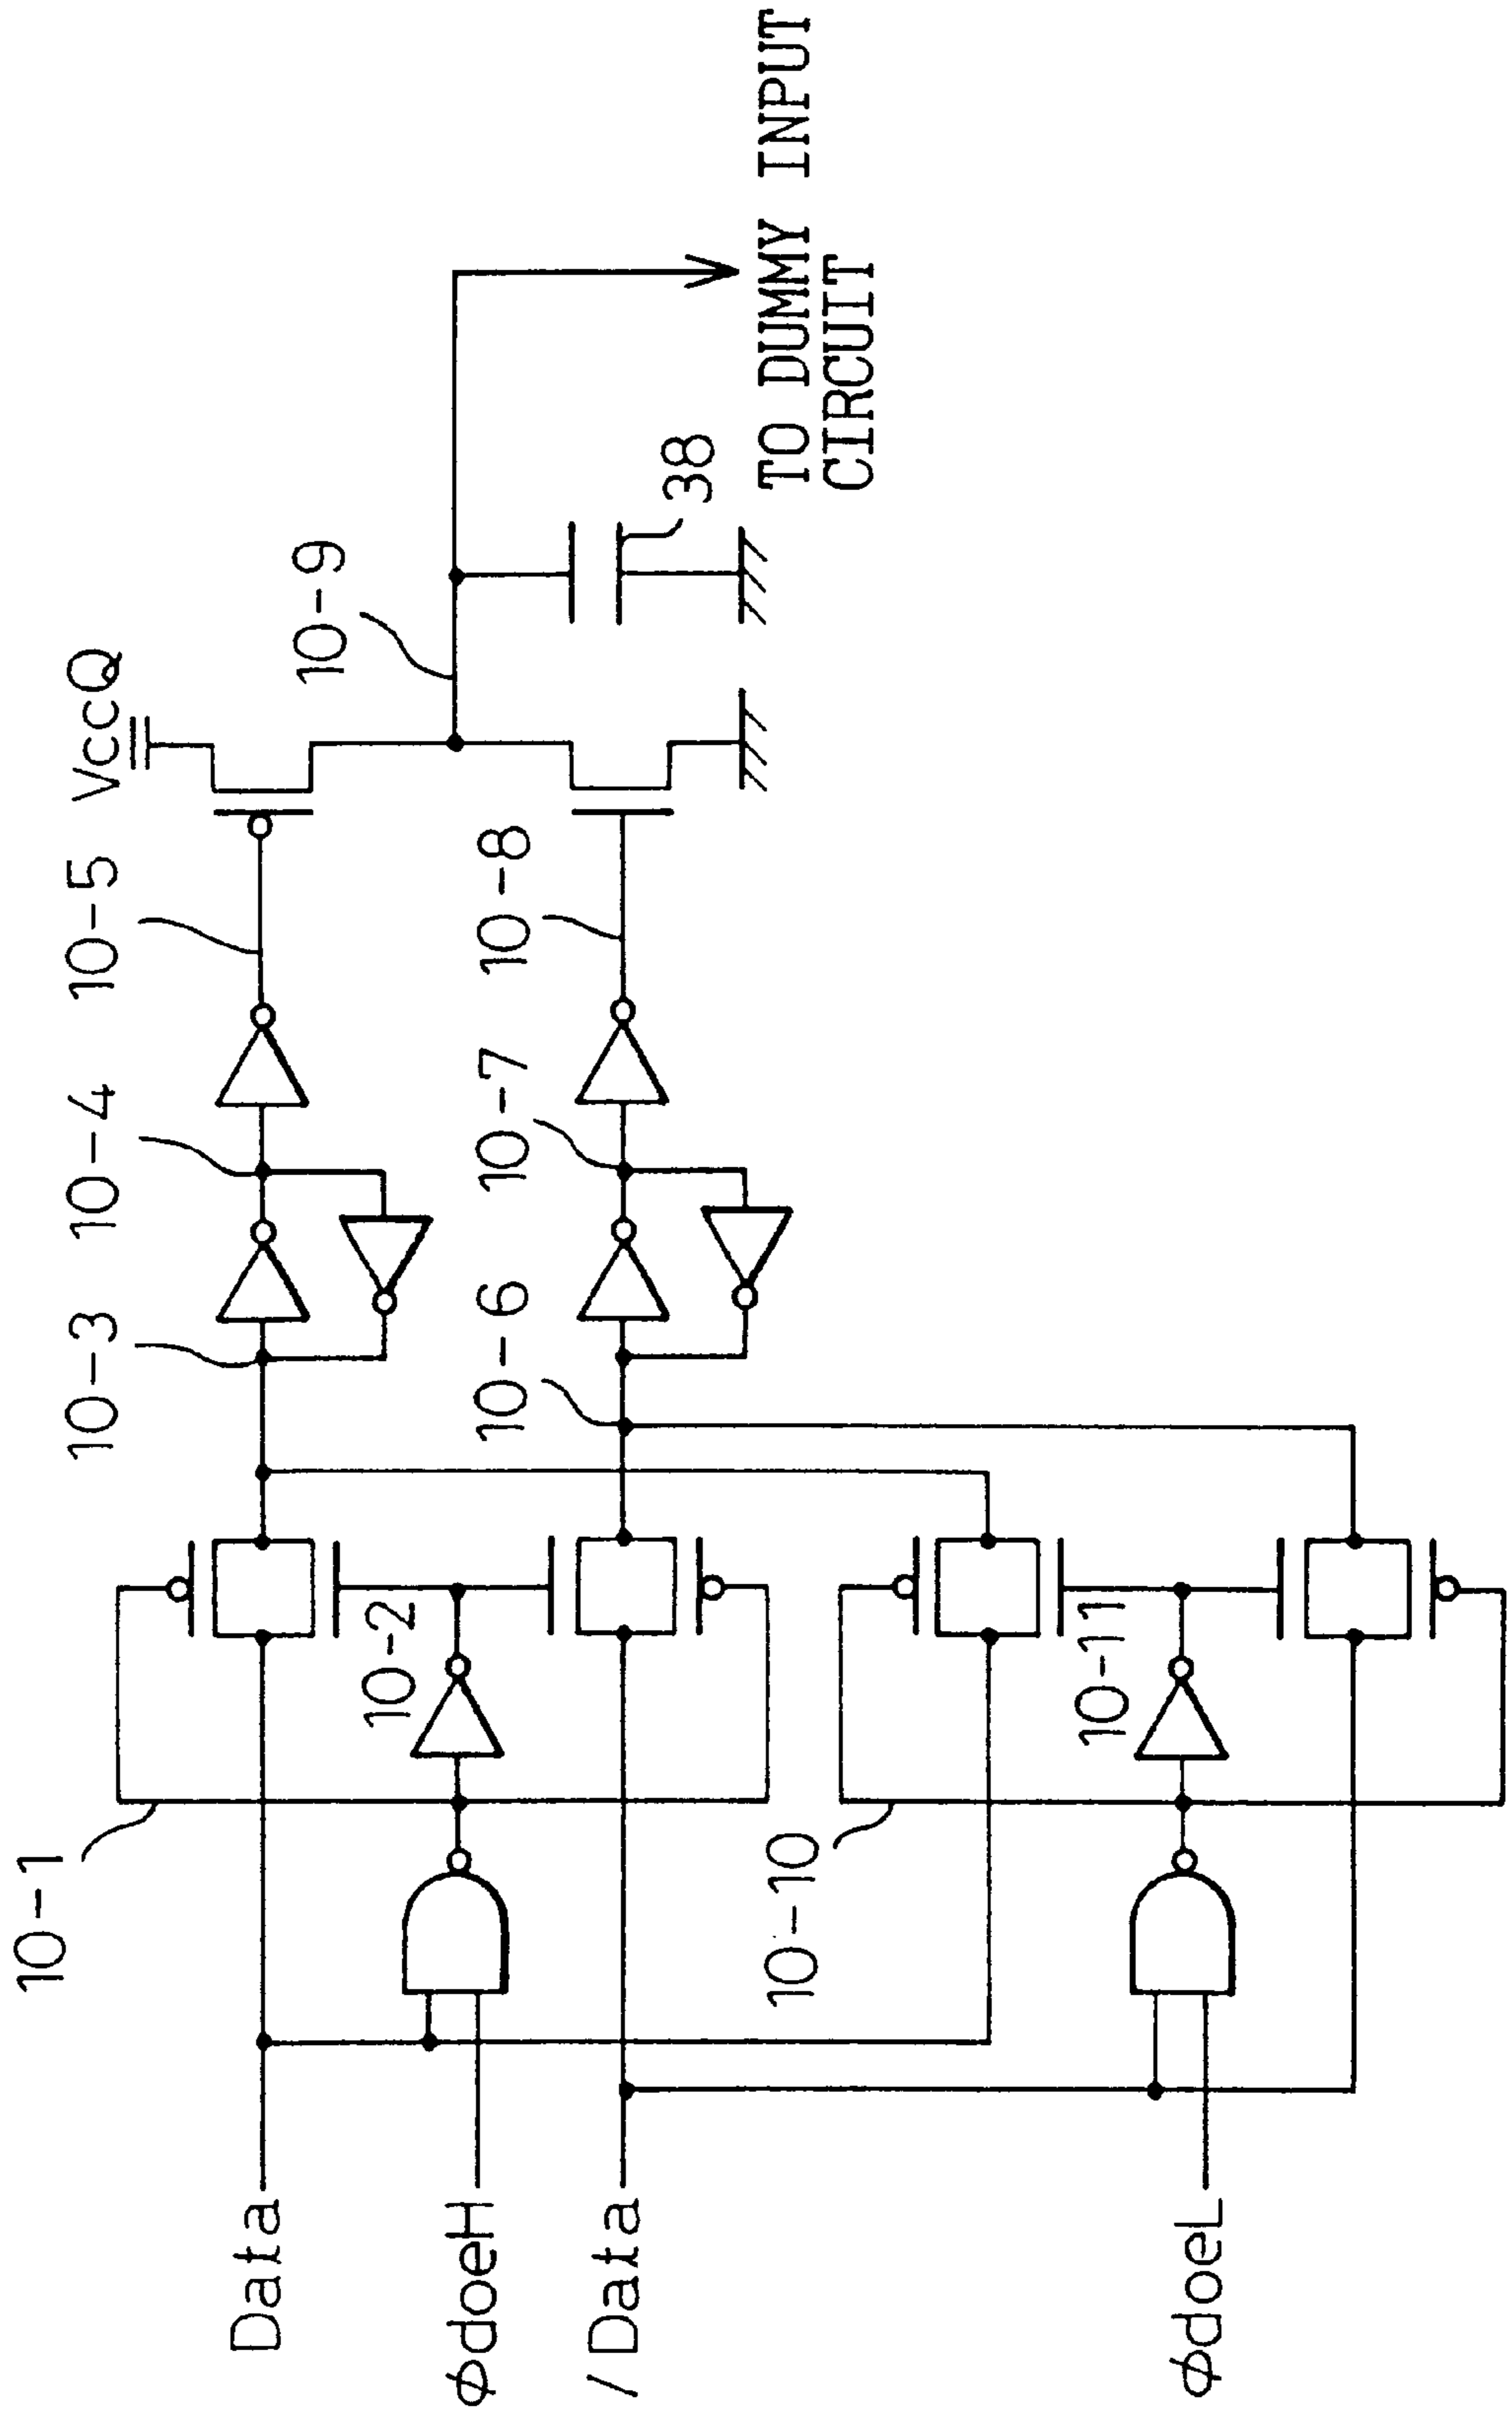 Data
ΦdoeH
/Data
ΦdoeL
10-1
10-2
10-3
10-4
10-5
VccQ
10-6
10-7
10-8
10-9
38
10-10
10-11
TO DUMMY INPUT
CIRCUIT